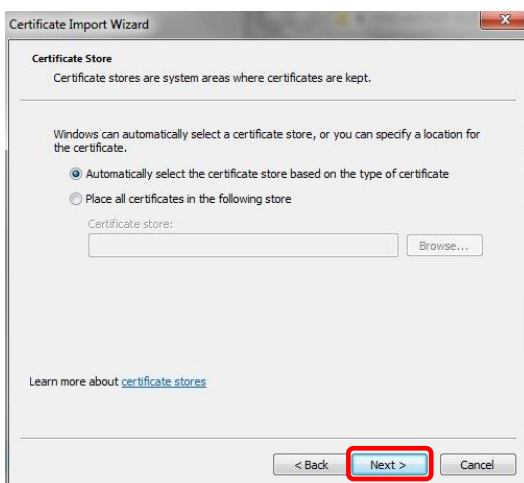 Certificate Import Wizard
Certificate Store
Certificate stores are system areas where certificates are kept.
Windows can automatically select a certificate store, or you can specify a location for
the certificate.
Automatically select the certificate store based on the type of certificate
Place all certificates in the following store
Certificate store:
Browse...
Learn more about certificate stores
< Back Next > Cancel